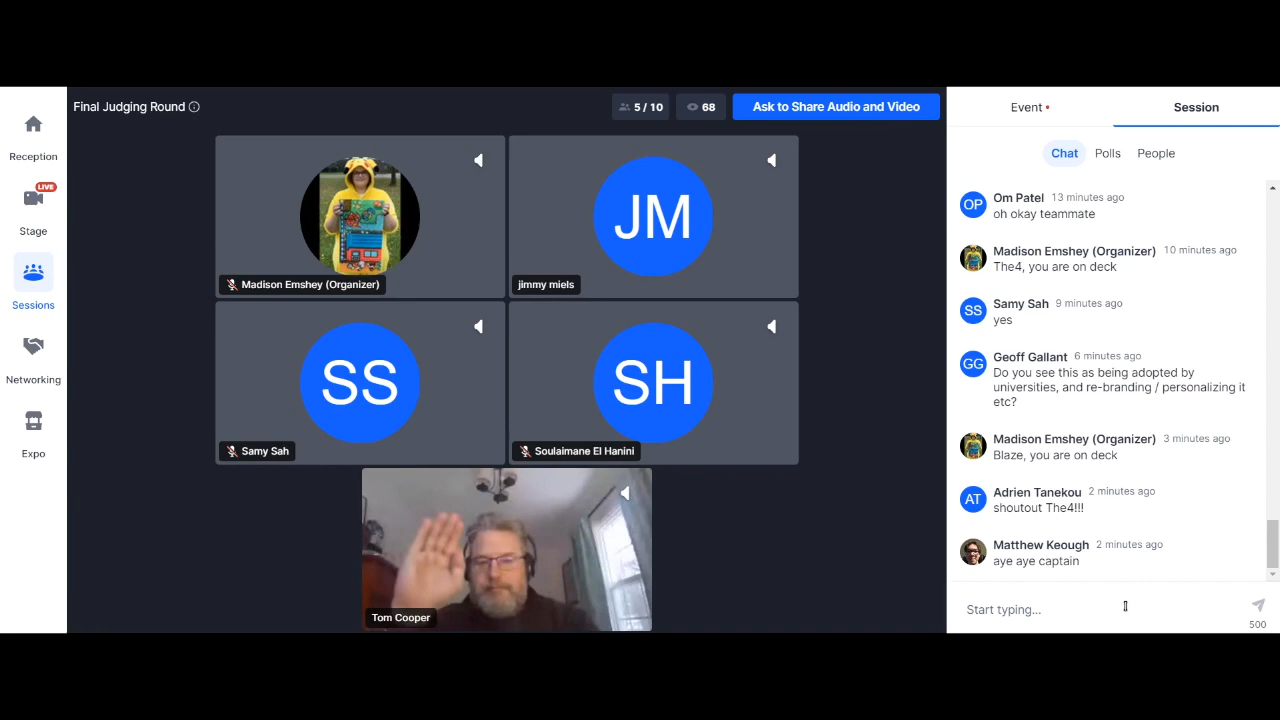 Final Judging Round
5 / 10
68
Ask to Share Audio and Video
Reception
LIVE
Stage
Sessions
Networking
Expo
Madison Emshey (Organizer)
JM
jimmy miels
SS
Samy Sah
SH
Soulaimane El Hanini
Tom Cooper
Event
Session
Chat
Polls
People
OP
Om Patel 13 minutes ago
oh okay teammate
Madison Emshey (Organizer) 10 minutes ago
The4, you are on deck
SS
Samy Sah 9 minutes ago
yes
GG
Geoff Gallant 6 minutes ago
Do you see this as being adopted by
universities, and re-branding / personalizing it
etc?
Madison Emshey (Organizer) 3 minutes ago
Blaze, you are on deck
AT
Adrien Tanekou 2 minutes ago
shoutout The4!!!
Matthew Keough 2 minutes ago
aye aye captain
Start typing...
500